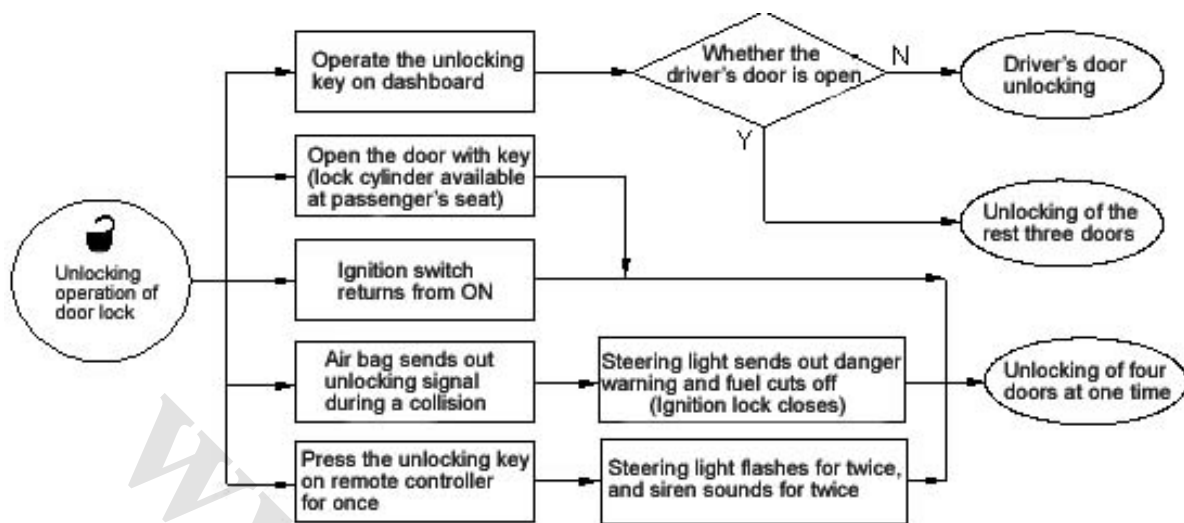 Operate the unlocking
key on dashboard
Whether the
driver's door is open
N
Y
Driver's door
unlocking
Open the door with key
(lock cylinder available
at passenger's seat)
Unlocking of the
rest three doors
Unlocking
operation of
door lock
Ignition switch
returns from ON
Air bag sends out
unlocking signal
during a collision
Steering light sends out danger
warning and fuel cuts off
(Ignition lock closes)
Unlocking of four
doors at one time
Press the unlocking key
on remote controller
for once
Steering light flashes for twice,
and siren sounds for twice